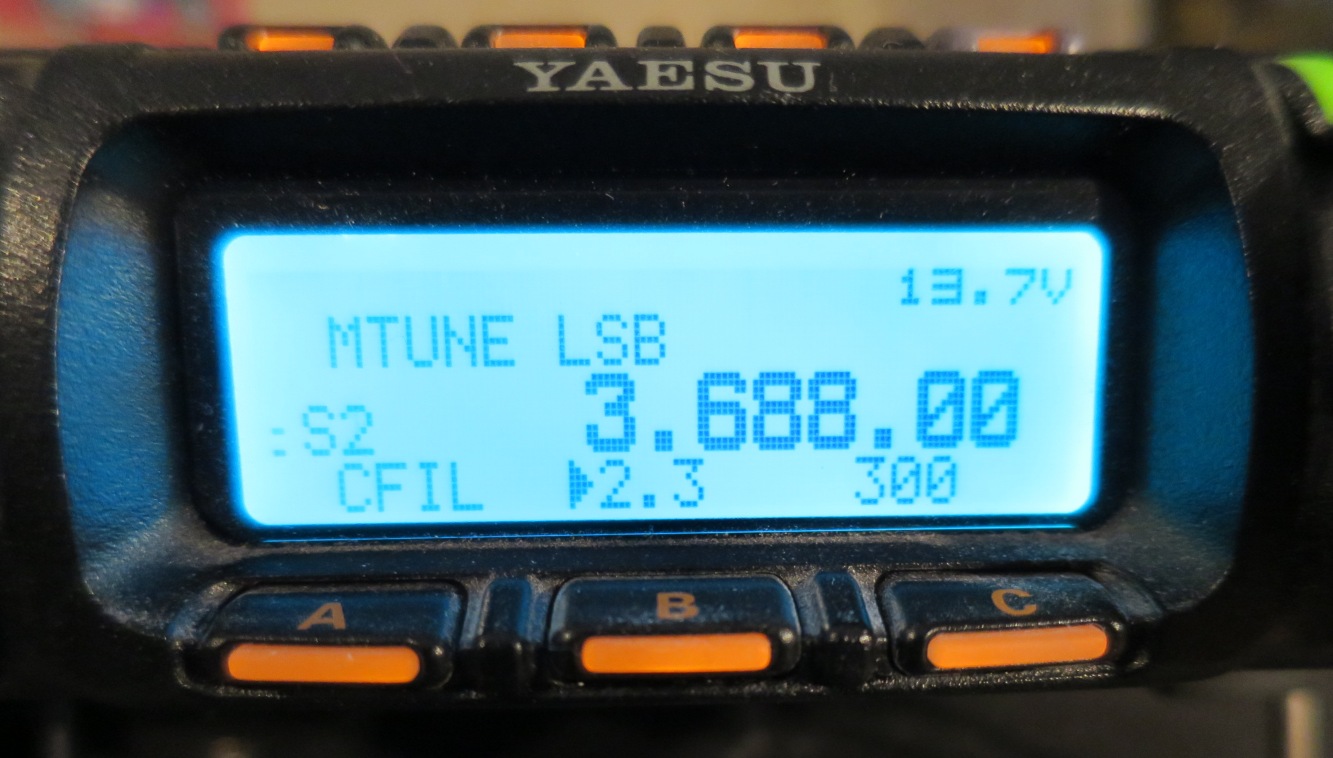 YAESU
13.7V
MTUNE LSB
3.688.00
:S2
CFIL ▶2.3 300
A B C